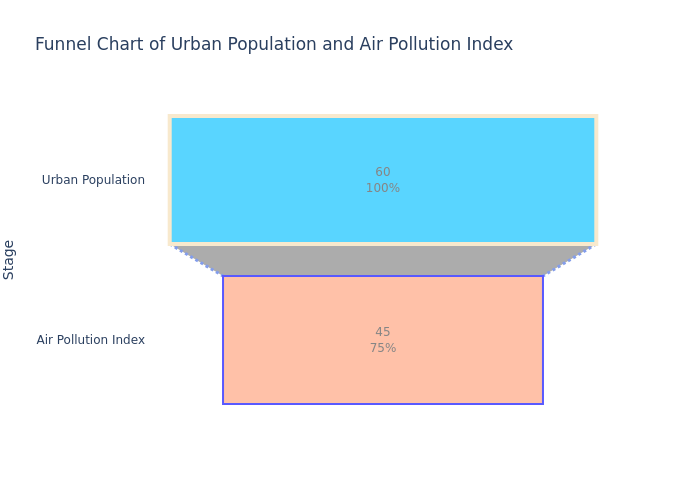 Funnel Chart of Urban Population and Air Pollution Index
Urban Population
60
100%
Stage
Air Pollution Index
45
75%